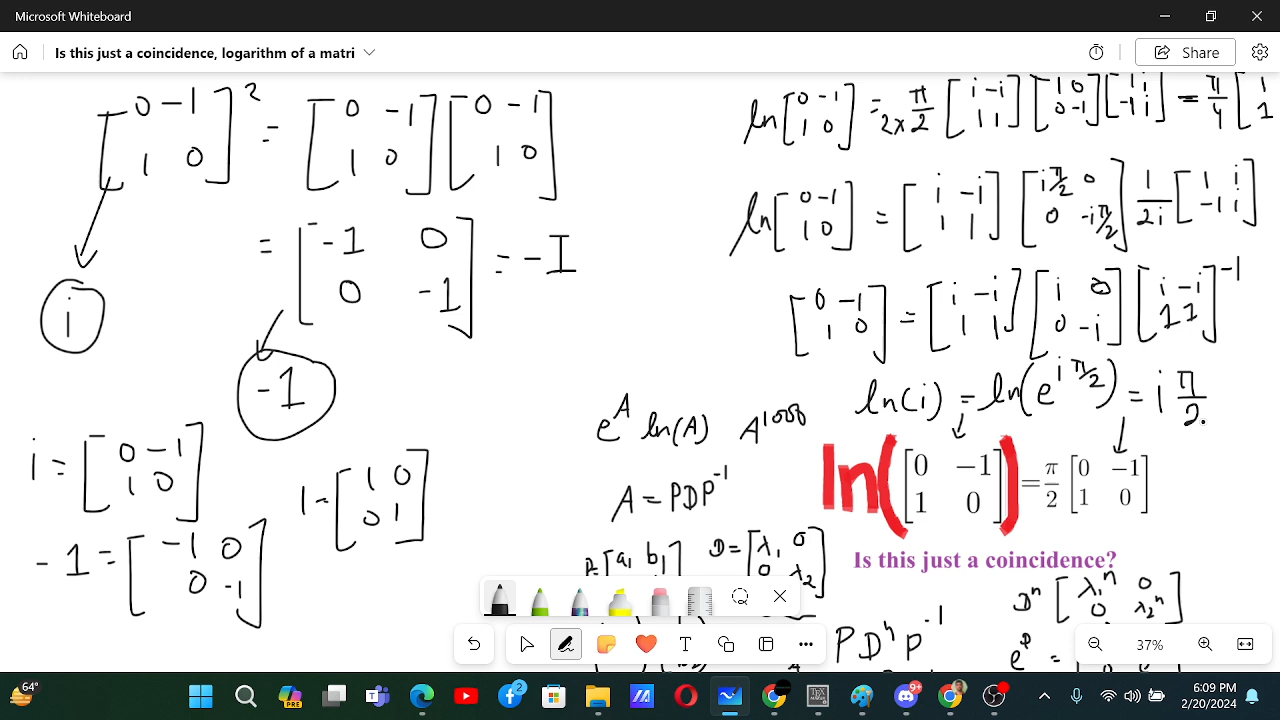 Microsoft Whiteboard
Is this just a coincidence, logarithm of a matri
Share
[0 -1; 1 0]² = [0 -1; 1 0] [0 -1; 1 0]
= [-1 0; 0 -1] = -I
i
-1
i = [0 -1; 1 0]
1 = [1 0; 0 1]
-1 = [-1 0; 0 -1]
e^A ln(A) A^1000
A = PDP⁻¹
D = [λ₁ 0; 0 λ₂]
ln [0 -1; 1 0] = π/2×2 [i -i; 1 1] [1 0; 0 -1] [1 i; -1 i] = π/4
ln [0 -1; 1 0] = [i -i; 1 1] [iπ/2 0; 0 -iπ/2] 1/2i [1 i; -1 i]
[0 -1; 1 0] = [i -i; 1 1] [i 0; 0 -i] [i -i; 1 1]⁻¹
ln(i) = ln(e^(iπ/2)) = i π/2
ln([0 -1; 1 0]) = π/2 [0 -1; 1 0]
Is this just a coincidence?
Dⁿ [λ₁ⁿ 0; 0 λ₂ⁿ]
37%
64°
PRE
9+
6:09 PM
2/20/2024